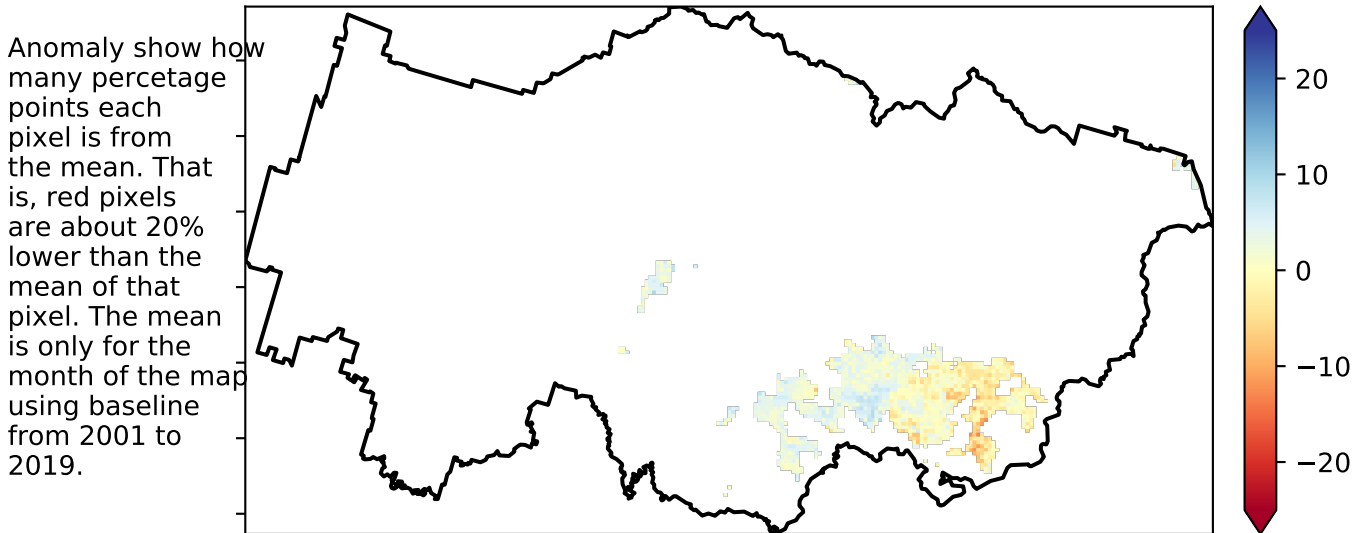 Anomaly show how
many percetage
points each
pixel is from
the mean. That
is, red pixels
are about 20%
lower than the
mean of that
pixel. The mean
is only for the
month of the map
using baseline
from 2001 to
2019.
20
10
0
−10
−20